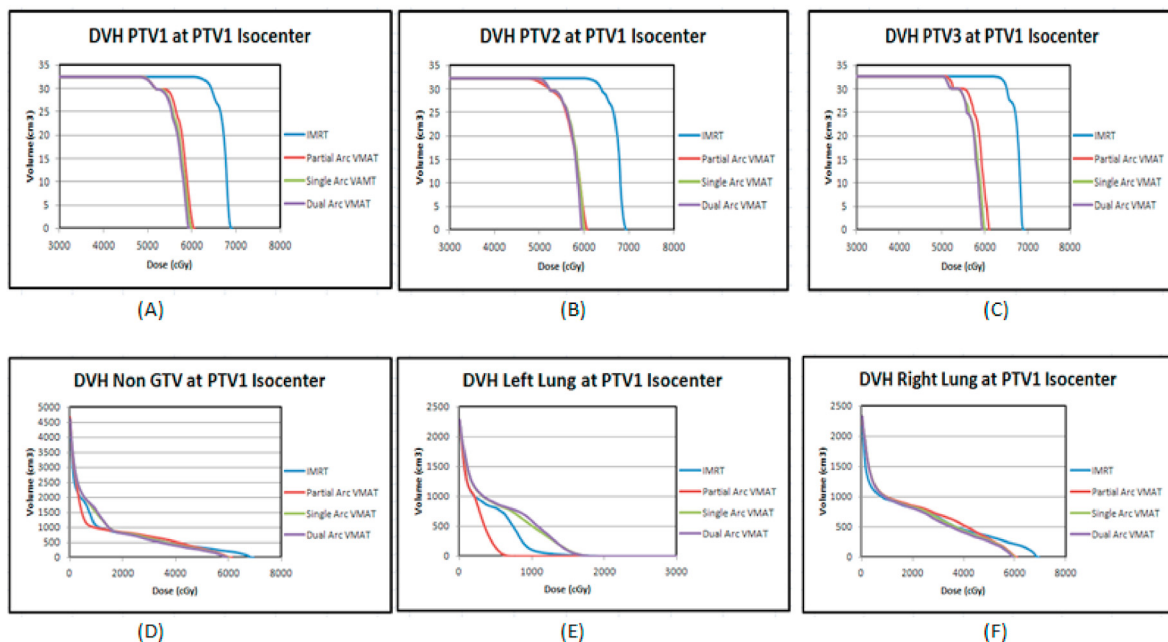 DVH PTV1 at PTV1 Isocenter
Volume (cm3)
35
30
25
20
15
10
5
0
3000 4000 5000 6000 7000 8000
Dose (cGy)
IMRT
Partial Arc VMAT
Single Arc VAMT
Dual Arc VMAT
(A)
DVH PTV2 at PTV1 Isocenter
Volume (cm3)
35
30
25
20
15
10
5
0
3000 4000 5000 6000 7000 8000
Dose (cGy)
IMRT
Partial Arc VMAT
Single Arc VMAT
Dual Arc VMAT
(B)
DVH PTV3 at PTV1 Isocenter
Volume (cm3)
35
30
25
20
15
10
5
0
3000 4000 5000 6000 7000 8000
Dose (cGy)
IMRT
Partial Arc VMAT
Single Arc VMAT
Dual Arc VMAT
(C)
DVH Non GTV at PTV1 Isocenter
Volume (cm3)
5000
4500
4000
3500
3000
2500
2000
1500
1000
500
0
0 2000 4000 6000 8000
Dose (cGy)
IMRT
Partial Arc VMAT
Single Arc VMAT
Dual Arc VMAT
(D)
DVH Left Lung at PTV1 Isocenter
Volume (cm3)
2500
2000
1500
1000
500
0
0 1000 2000 3000
Dose (cGy)
IMRT
Partial Arc VMAT
Single Arc VMAT
Dual Arc VMAT
(E)
DVH Right Lung at PTV1 Isocenter
Volume (cm3)
2500
2000
1500
1000
500
0
0 2000 4000 6000 8000
Dose (cGy)
IMRT
Partial Arc VMAT
Single Arc VMAT
Dual Arc VMAT
(F)